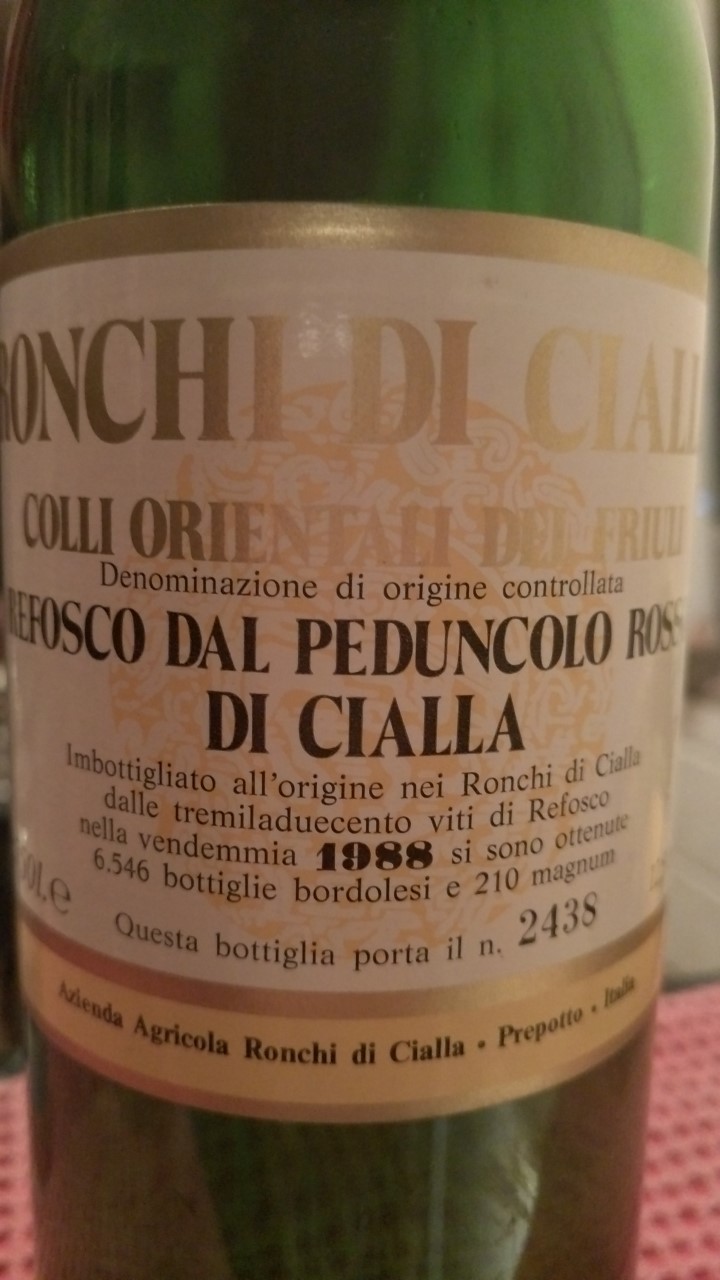 RONCHI DI CIALL
COLLI ORIENTALI DEL FRIULI
Denominazione di origine controllata
REFOSCO DAL PEDUNCOLO ROSS
DI CIALLA
Imbottigliato all'origine nei Ronchi di Cialla
dalle tremiladuecento viti di Refosco
nella vendemmia 1988 si sono ottenute
6.546 bottiglie bordolesi e 210 magnum
Questa bottiglia porta il n. 2438
Azienda Agricola Ronchi di Cialla • Prepotto • Italia